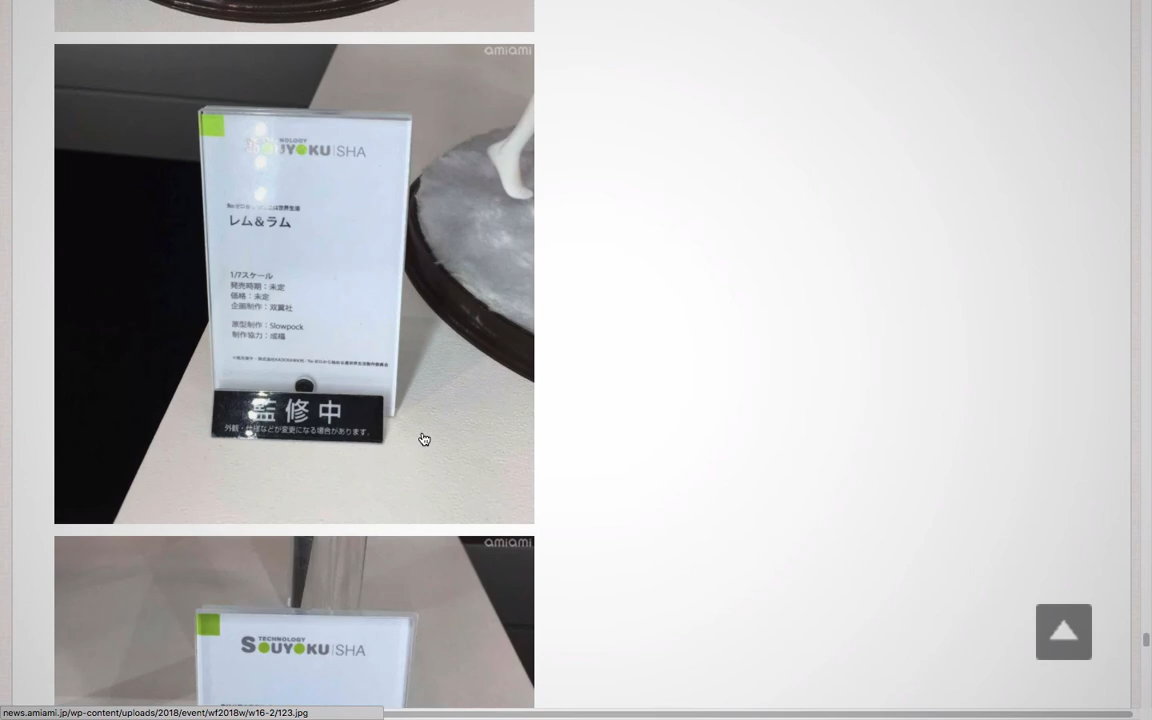 amiami
TECHNOLOGY
SOUYOKU SHA
レム&ラム
1/7スケール
発売時期：未定
価格：未定
企画制作：双翼社
原型制作：Slowpock
制作協力：成福
監修中
外観・仕様などが変更になる場合があります。
amiami
TECHNOLOGY
SOUYOKU SHA
news.amiami.jp/wp-content/uploads/2018/event/wf2018w/w16-2/123.jpg